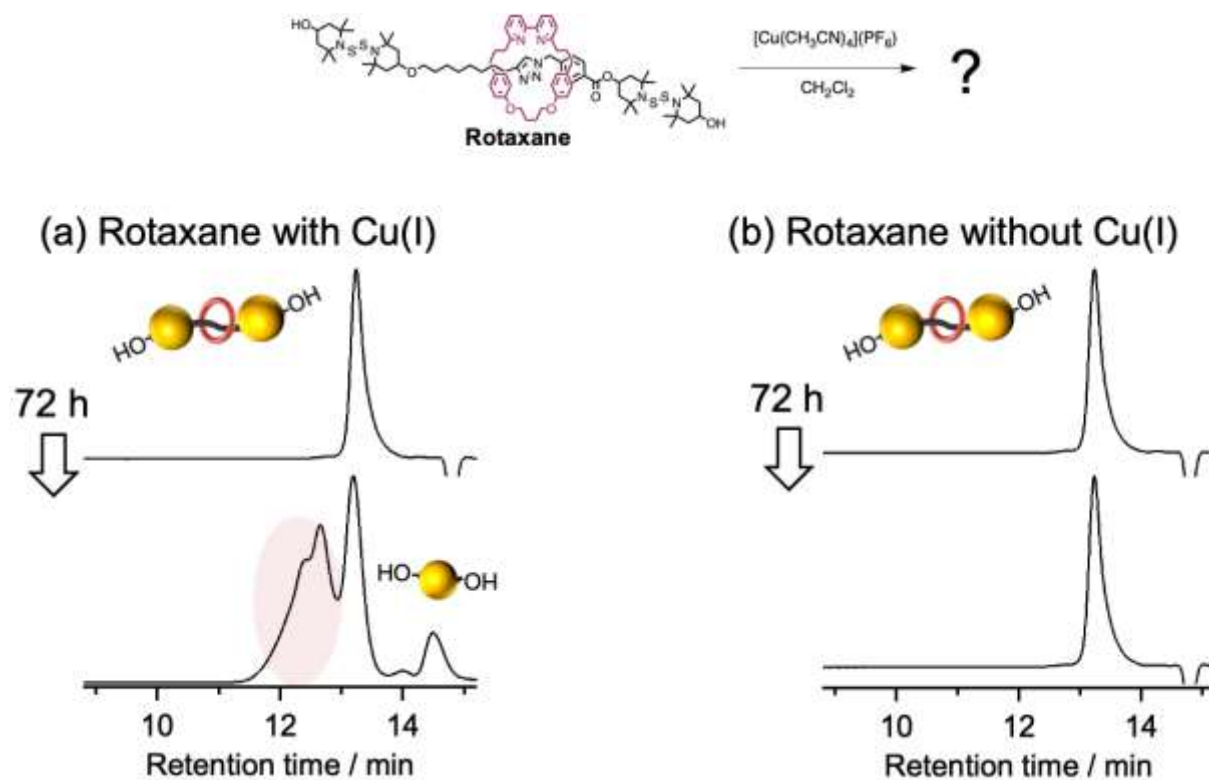 HO
N
S
S
N
O
N
N
N
N
N
O
O
O
O
N
S
S
N
OH
[Cu(CH3CN)4](PF6)
CH2Cl2
?
Rotaxane
(a) Rotaxane with Cu(I)
HO
OH
72 h
HO
OH
10 12 14
Retention time / min
(b) Rotaxane without Cu(I)
HO
OH
72 h
10 12 14
Retention time / min